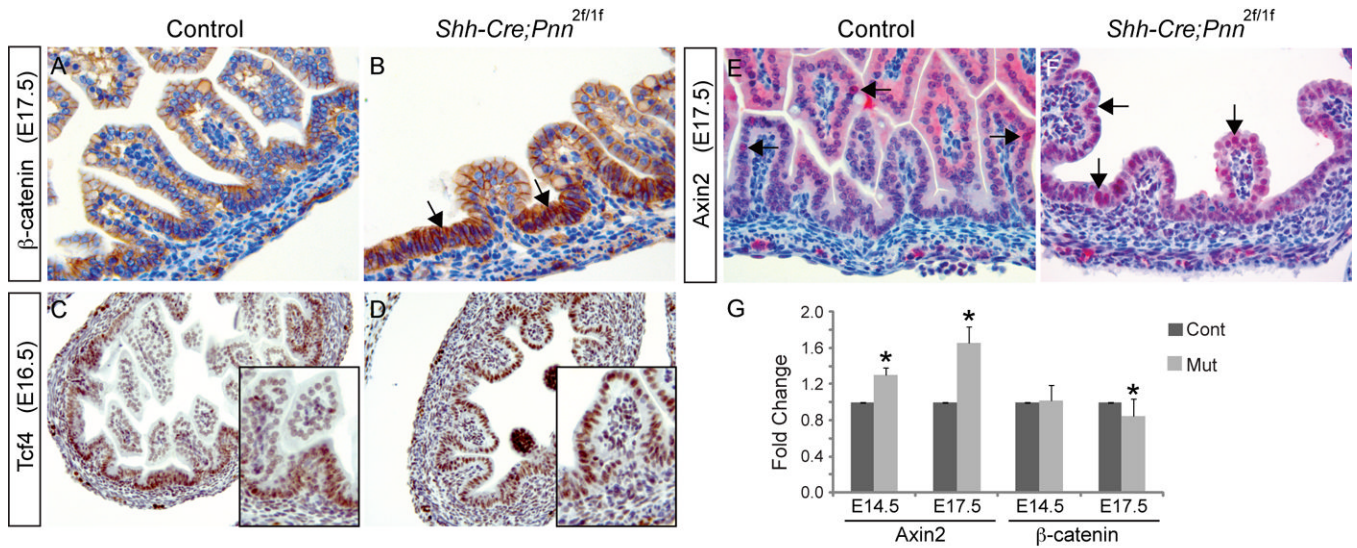 Control
Shh-Cre;Pnn2f/1f
Control
Shh-Cre;Pnn2f/1f
β-catenin (E17.5)
A
B
Axin2 (E17.5)
E
F
Tcf4 (E16.5)
C
D
G
Fold Change
2.0
1.6
1.2
0.8
0.4
0.0
*
*
*
Cont
Mut
E14.5 E17.5 E14.5 E17.5
Axin2 β-catenin